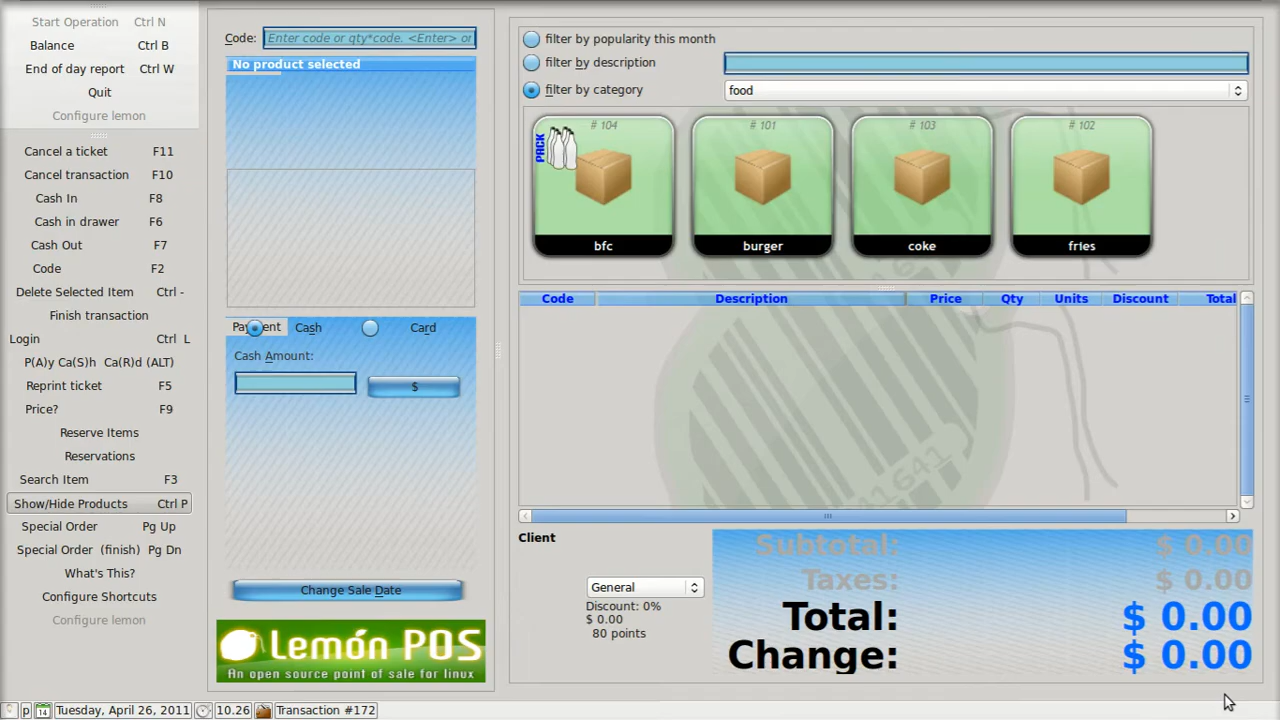 Start Operation Ctrl N
Balance Ctrl B
End of day report Ctrl W
Quit
Configure lemon
Cancel a ticket F11
Cancel transaction F10
Cash In F8
Cash in drawer F6
Cash Out F7
Code F2
Delete Selected Item Ctrl -
Finish transaction
Login Ctrl L
P(A)y Ca(S)h Ca(R)d (ALT)
Reprint ticket F5
Price? F9
Reserve Items
Reservations
Search Item F3
Show/Hide Products Ctrl P
Special Order Pg Up
Special Order (finish) Pg Dn
What's This?
Configure Shortcuts
Configure lemon
Code: Enter code or qty*code. <Enter> or
No product selected
Cash Card
Cash Amount:
$
Change Sale Date
Lemón POS
An open source point of sale for linux
filter by popularity this month
filter by description
filter by category food
PACK
# 104 # 101 # 103 # 102
bfc burger coke fries
Code Description Price Qty Units Discount Total
41641
Client
General
Discount: 0%
$ 0.00
80 points
Subtotal: $ 0.00
Taxes: $ 0.00
Total: $ 0.00
Change: $ 0.00
p 14 Tuesday, April 26, 2011 10.26 Transaction #172